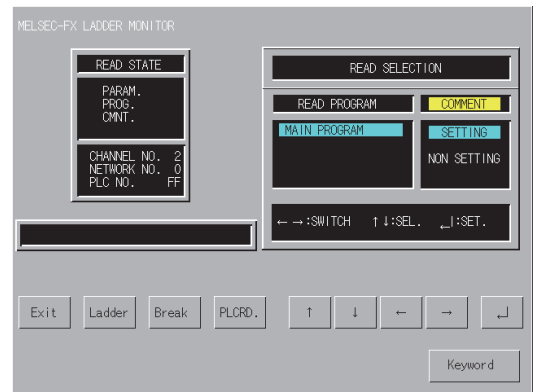 MELSEC-FX LADDER MONITOR
READ STATE
PARAM.
PROG.
CMNT.
CHANNEL NO. 2
NETWORK NO. 0
PLC NO. FF
READ SELECTION
READ PROGRAM
COMMENT
MAIN PROGRAM
SETTING
NON SETTING
←→:SWITCH ↑↓:SEL. ↵:SET.
Exit
Ladder
Break
PLCRD.
↑
↓
←
→
↵
Keyword